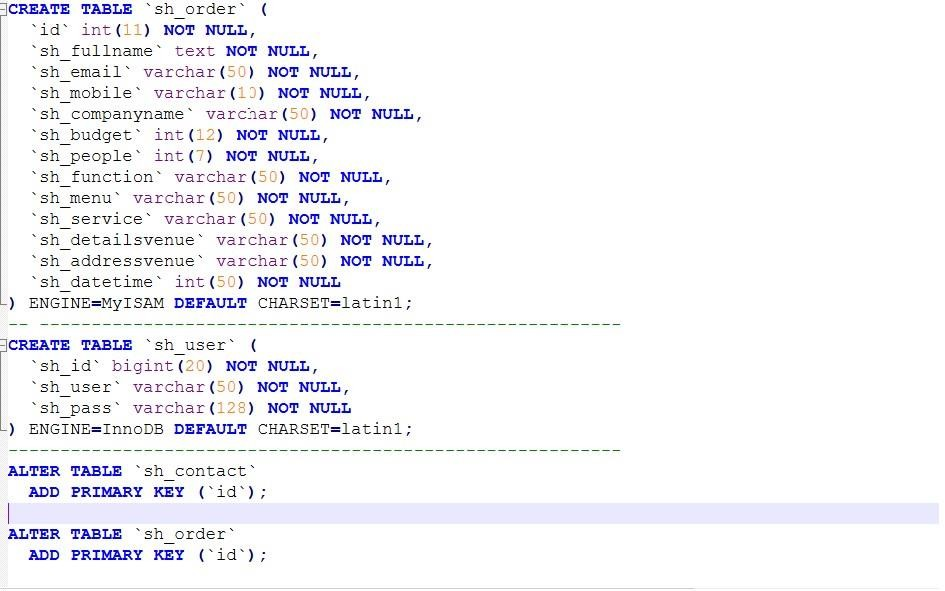 CREATE TABLE `sh_order` (
`id` int(11) NOT NULL,
`sh_fullname` text NOT NULL,
`sh_email` varchar(50) NOT NULL,
`sh_mobile` varchar(10) NOT NULL,
`sh_companyname` varchar(50) NOT NULL,
`sh_budget` int(12) NOT NULL,
`sh_people` int(7) NOT NULL,
`sh_function` varchar(50) NOT NULL,
`sh_menu` varchar(50) NOT NULL,
`sh_service` varchar(50) NOT NULL,
`sh_detailsvenue` varchar(50) NOT NULL,
`sh_addressvenue` varchar(50) NOT NULL,
`sh_datetime` int(50) NOT NULL
) ENGINE=MyISAM DEFAULT CHARSET=latin1;
-- --------------------------------------------------------
CREATE TABLE `sh_user` (
`sh_id` bigint(20) NOT NULL,
`sh_user` varchar(50) NOT NULL,
`sh_pass` varchar(128) NOT NULL
) ENGINE=InnoDB DEFAULT CHARSET=latin1;
-----------------------------------------------------------
ALTER TABLE `sh_contact`
ADD PRIMARY KEY (`id`);
ALTER TABLE `sh_order`
ADD PRIMARY KEY (`id`);